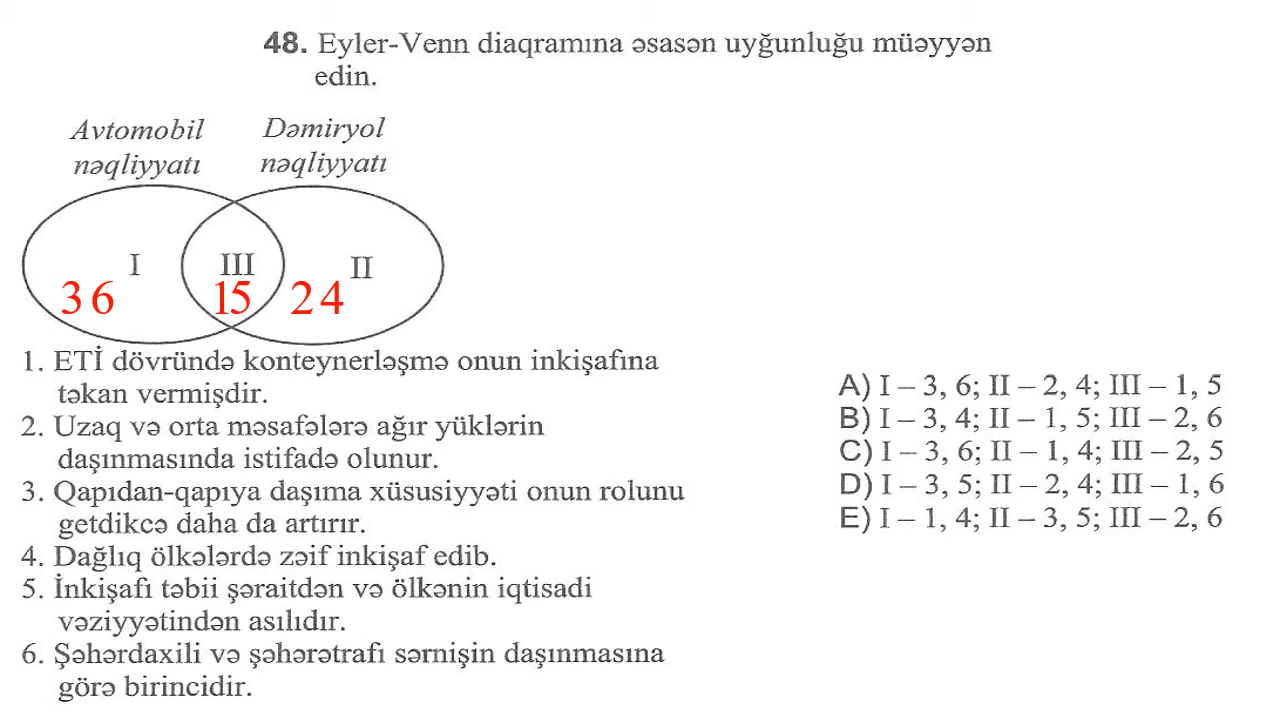 48. Eyler-Venn diaqramına əsasən uyğunluğu müəyyən
edin.
Avtomobil
nəqliyyatı
Dəmiryol
nəqliyyatı
I
III
II
3 6
15
2 4
1. ETİ dövründə konteynerləşmə onun inkişafına
təkan vermişdir.
2. Uzaq və orta məsafələrə ağır yüklərin
daşınmasında istifadə olunur.
3. Qapıdan-qapıya daşıma xüsusiyyəti onun rolunu
getdikcə daha da artırır.
4. Dağlıq ölkələrdə zəif inkişaf edib.
5. İnkişafı təbii şəraitdən və ölkənin iqtisadi
vəziyyətindən asılıdır.
6. Şəhərdaxili və şəhərətrafı sərnişin daşınmasına
görə birincidir.
A) I – 3, 6; II – 2, 4; III – 1, 5
B) I – 3, 4; II – 1, 5; III – 2, 6
C) I – 3, 6; II – 1, 4; III – 2, 5
D) I – 3, 5; II – 2, 4; III – 1, 6
E) I – 1, 4; II – 3, 5; III – 2, 6